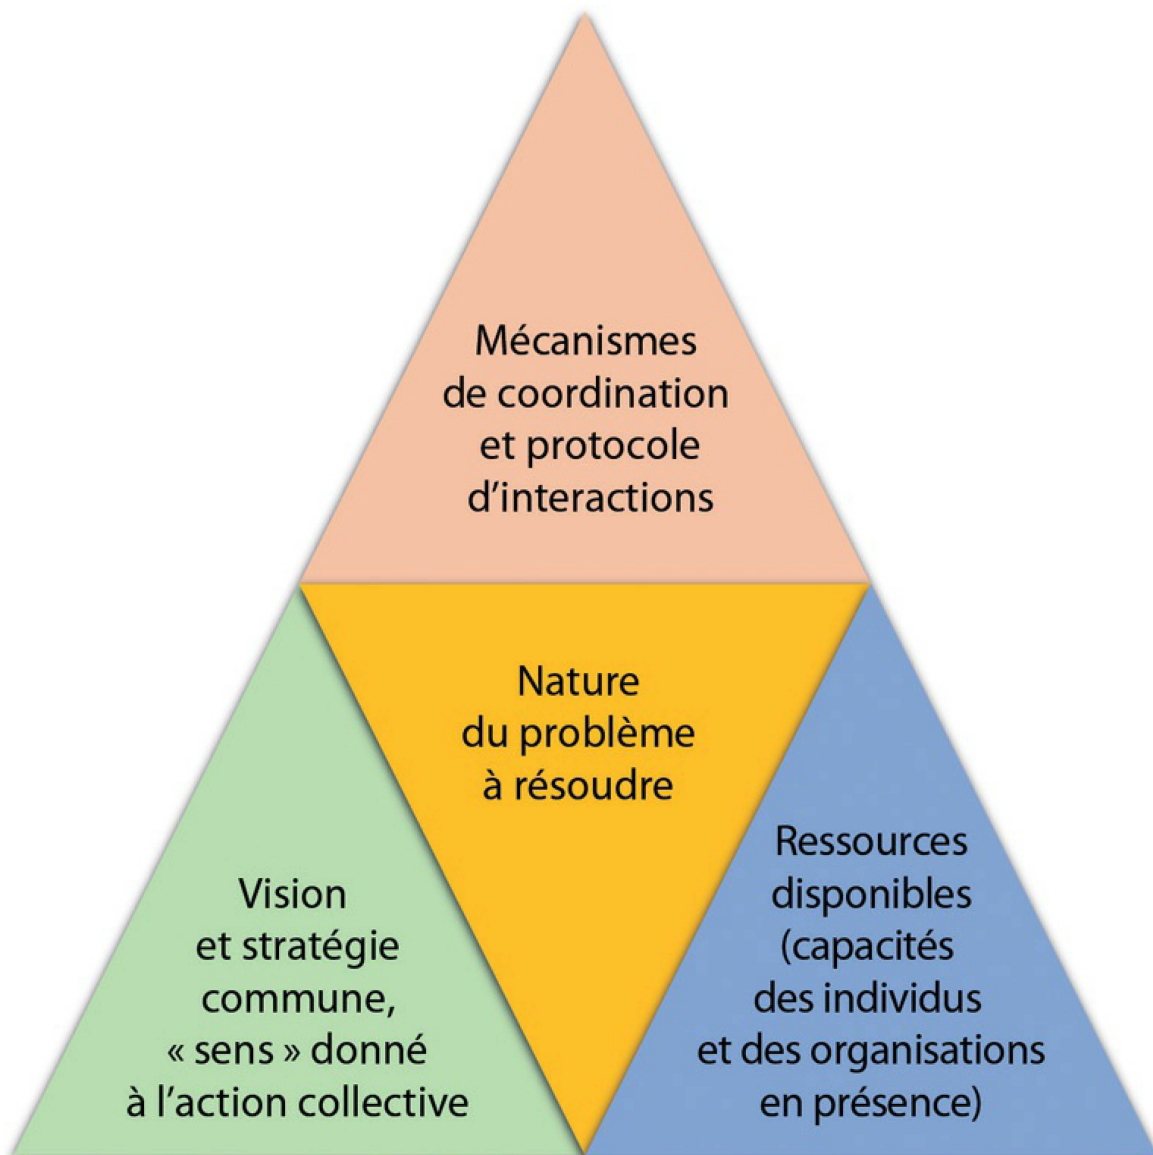 Mécanismes
de coordination
et protocole
d’interactions
Nature
du problème
à résoudre
Vision
et stratégie
commune,
« sens » donné
à l’action collective
Ressources
disponibles
(capacités
des individus
et des organisations
en présence)